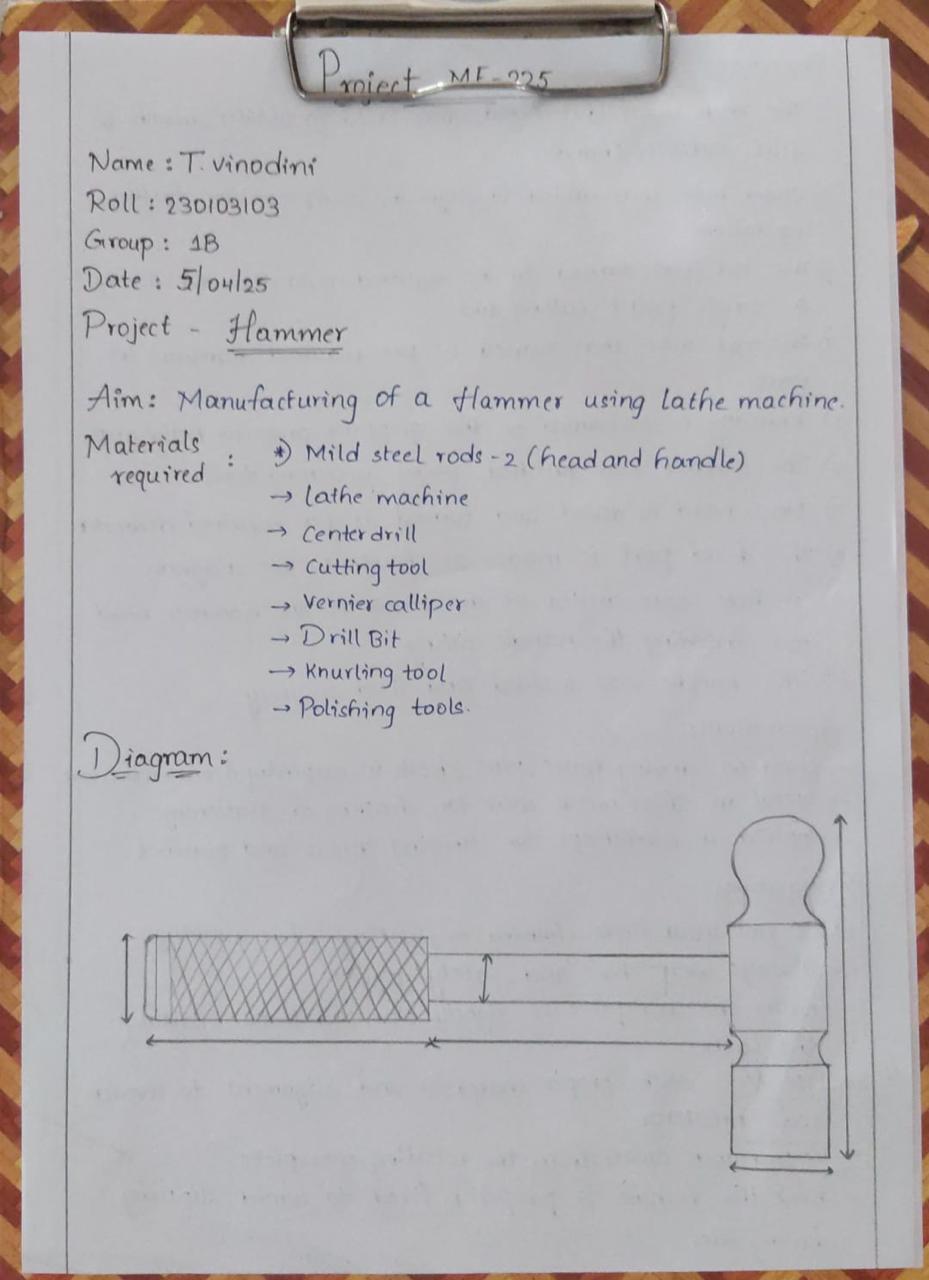 Project ME-225
Name : T. vinodini
Roll : 230103103
Group : 1B
Date : 5/04/25
Project - Hammer
Aim: Manufacturing of a Hammer using lathe machine.
Materials required : *) Mild steel rods - 2 (head and handle)
→ lathe machine
→ Center drill
→ Cutting tool
→ Vernier calliper
→ Drill Bit
→ Knurling tool
→ Polishing tools.
Diagram :